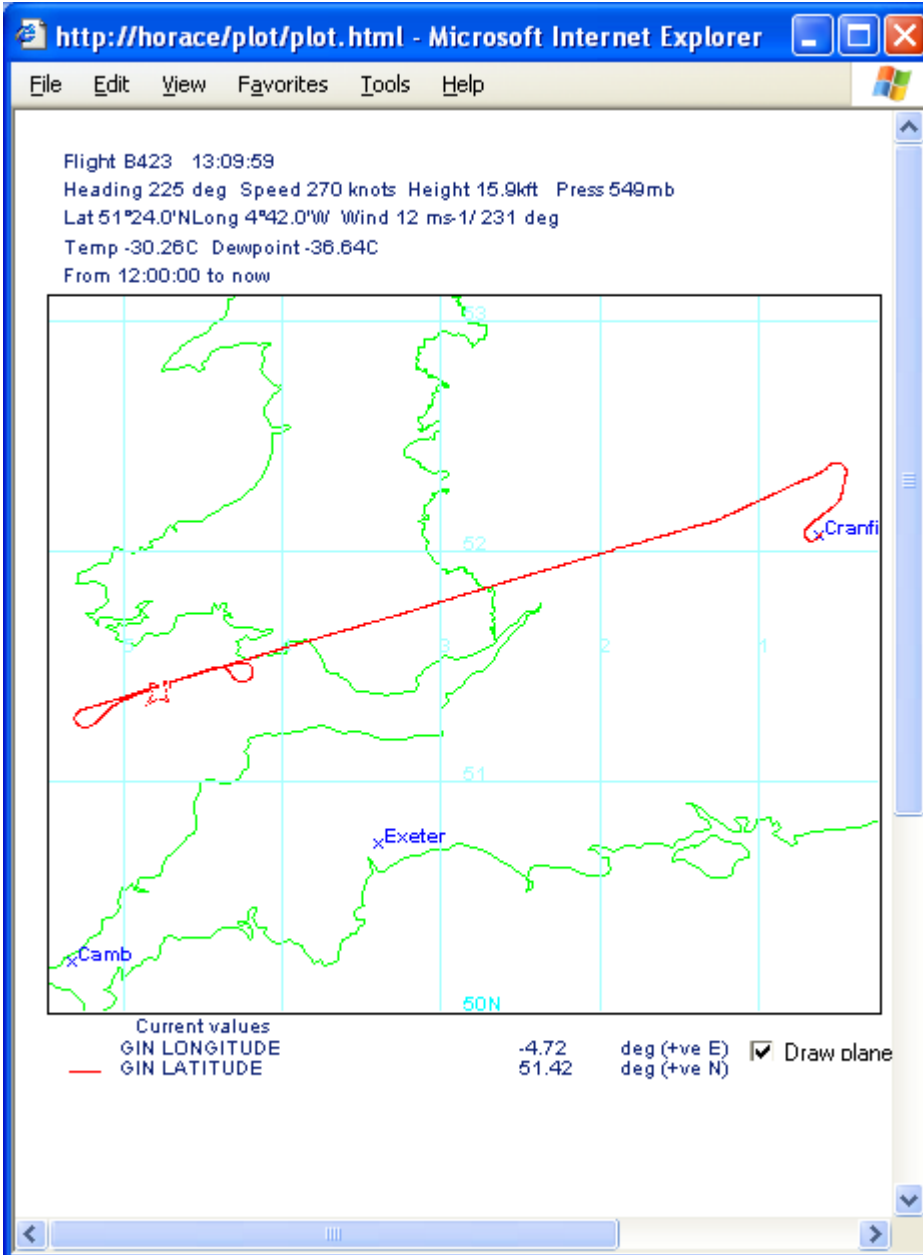 http://horace/plot/plot.html - Microsoft Internet Explorer
File Edit View Favorites Tools Help
Flight B423 13:09:59
Heading 225 deg Speed 270 knots Height 15.9kft Press 549mb
Lat 51°24.0'NLong 4°42.0'W Wind 12 ms-1/ 231 deg
Temp -30.26C Dewpoint -36.64C
From 12:00:00 to now
53
Cranfi
52
5 3 2 1
51
Exeter
Camb
50N
Current values
GIN LONGITUDE -4.72 deg (+ve E) Draw plane
GIN LATITUDE 51.42 deg (+ve N)